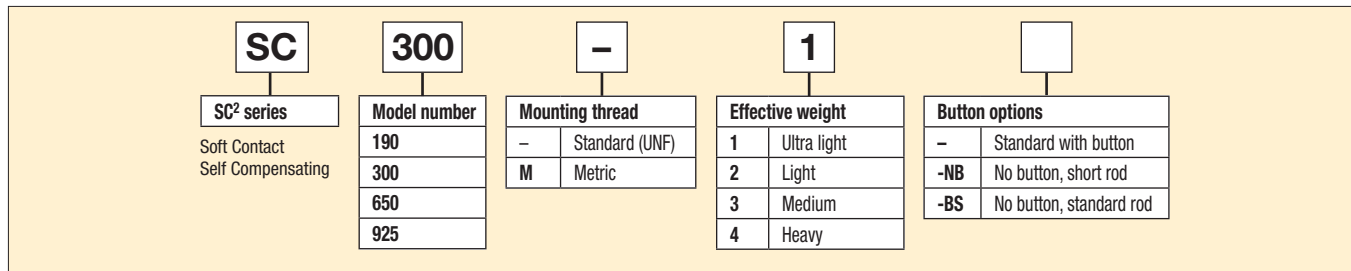 SC 300 – 1
SC² series
Soft Contact
Self Compensating
Model number
190
300
650
925
Mounting thread
– Standard (UNF)
M Metric
Effective weight
1 Ultra light
2 Light
3 Medium
4 Heavy
Button options
– Standard with button
-NB No button, short rod
-BS No button, standard rod